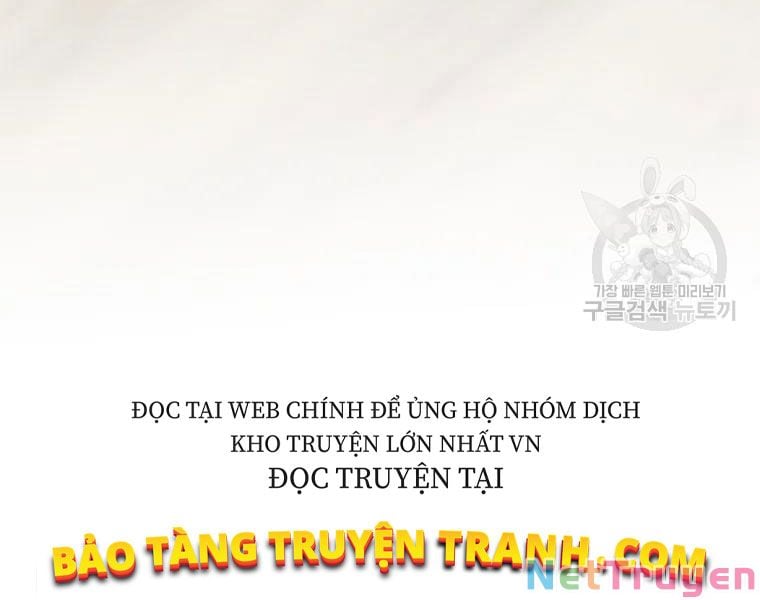 가장 빠른 웹툰 미리보기
구글검색 뉴토끼
ĐỌC TẠI WEB CHÍNH ĐỂ ỦNG HỘ NHÓM DỊCH
KHO TRUYỆN LỚN NHẤT VN
ĐỌC TRUYỆN TẠI
BẢO TÀNG TRUYỆN TRANH.COM
NetTruyen